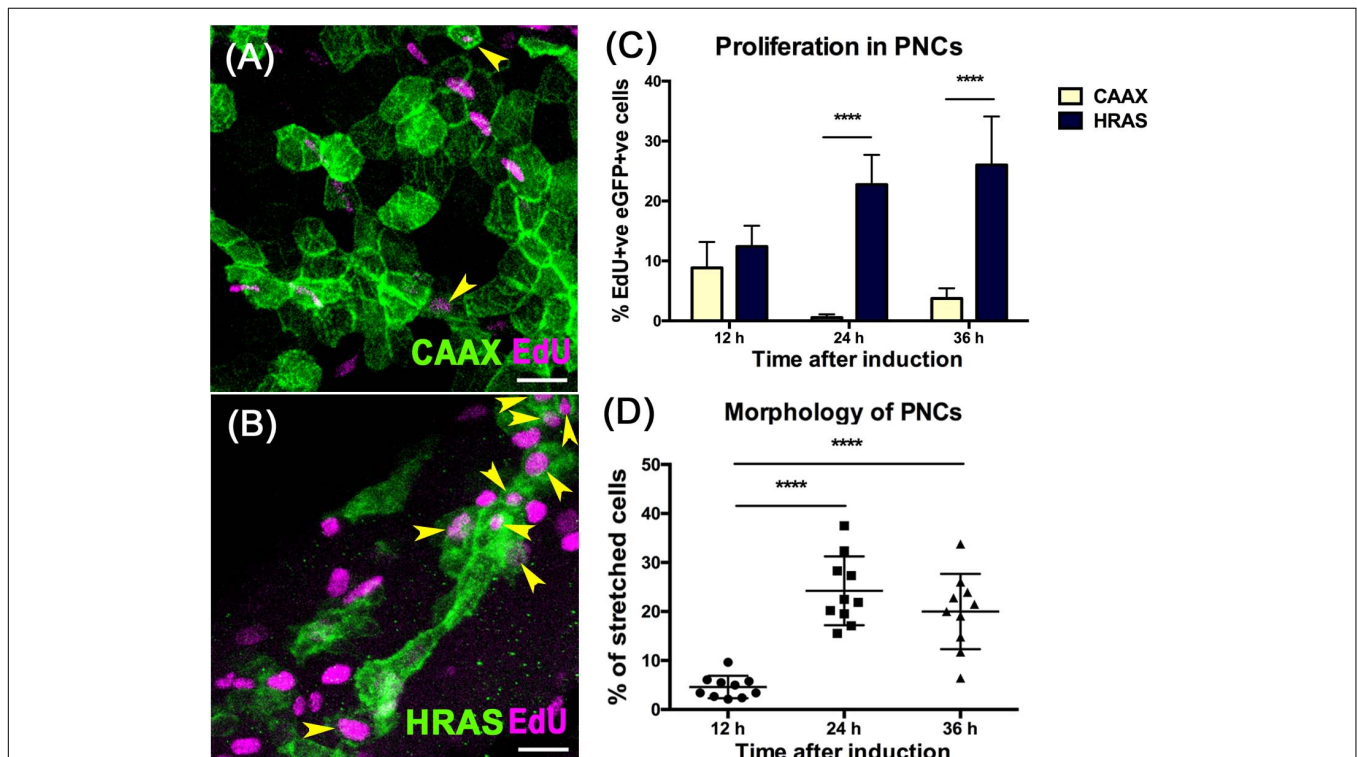 (A)
CAAX EdU
(B)
HRAS EdU
(C)
Proliferation in PNCs
% EdU+ve eGFP+ve cells
40
30
20
10
0
****
****
12 h
24 h
36 h
Time after induction
CAAX
HRAS
(D)
Morphology of PNCs
% of stretched cells
50
40
30
20
10
0
****
****
12 h
24 h
36 h
Time after induction